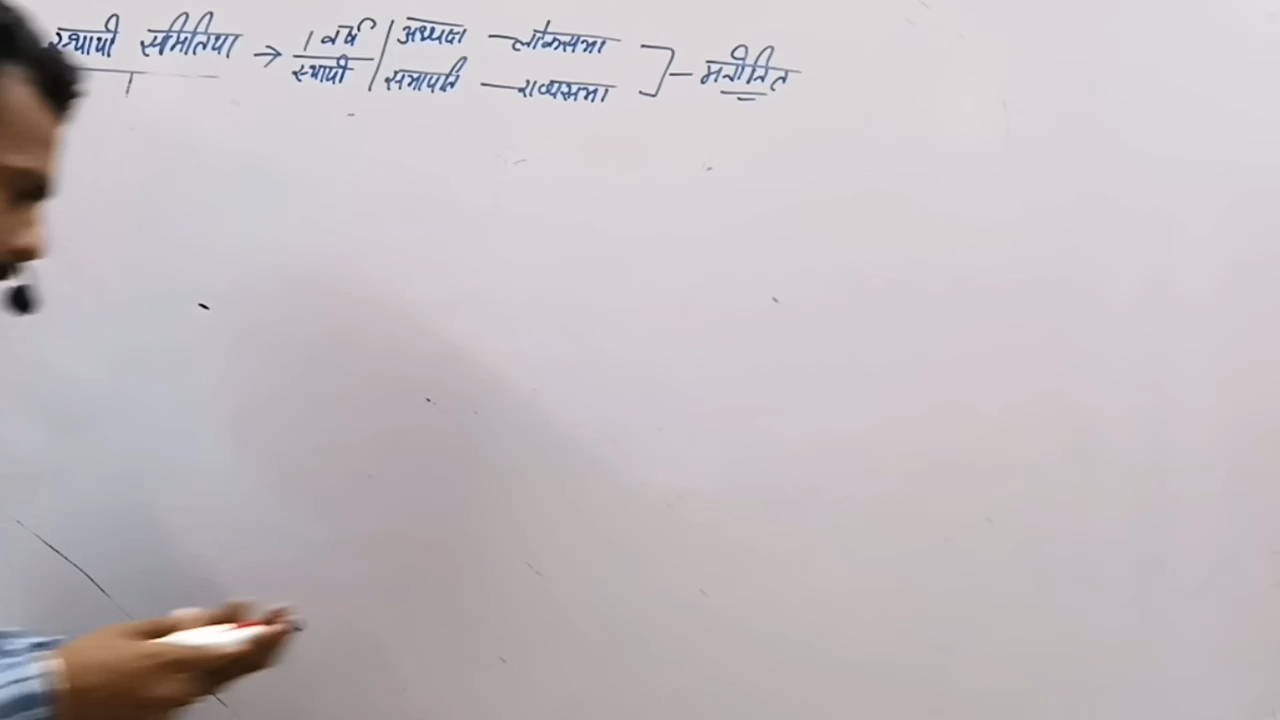 स्थायी समितिया → 1 वर्ष / स्थायी | अध्यक्ष — लोकसभा ] — मनोनित
सभापति — राज्यसभा